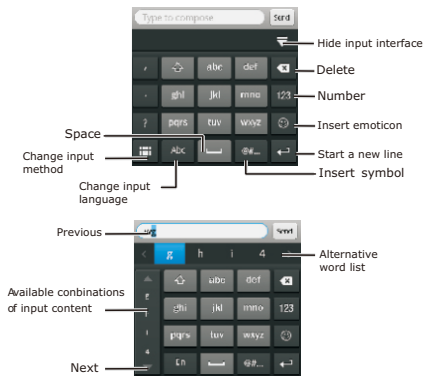 Type to compose
Send
Hide input interface
, abc def
Delete
. ghi jkl mno 123
Number
? pqrs tuv wxyz
Insert emoticon
Space
Abc @#...
Start a new line
Change input
method
Insert symbol
Change input
language
Previous
Send
g h i 4
Alternative
word list
abc def
Available combinations
of input content
g
ghi jkl mno 123
i
pqrs tuv wxyz
4
En @#...
Next